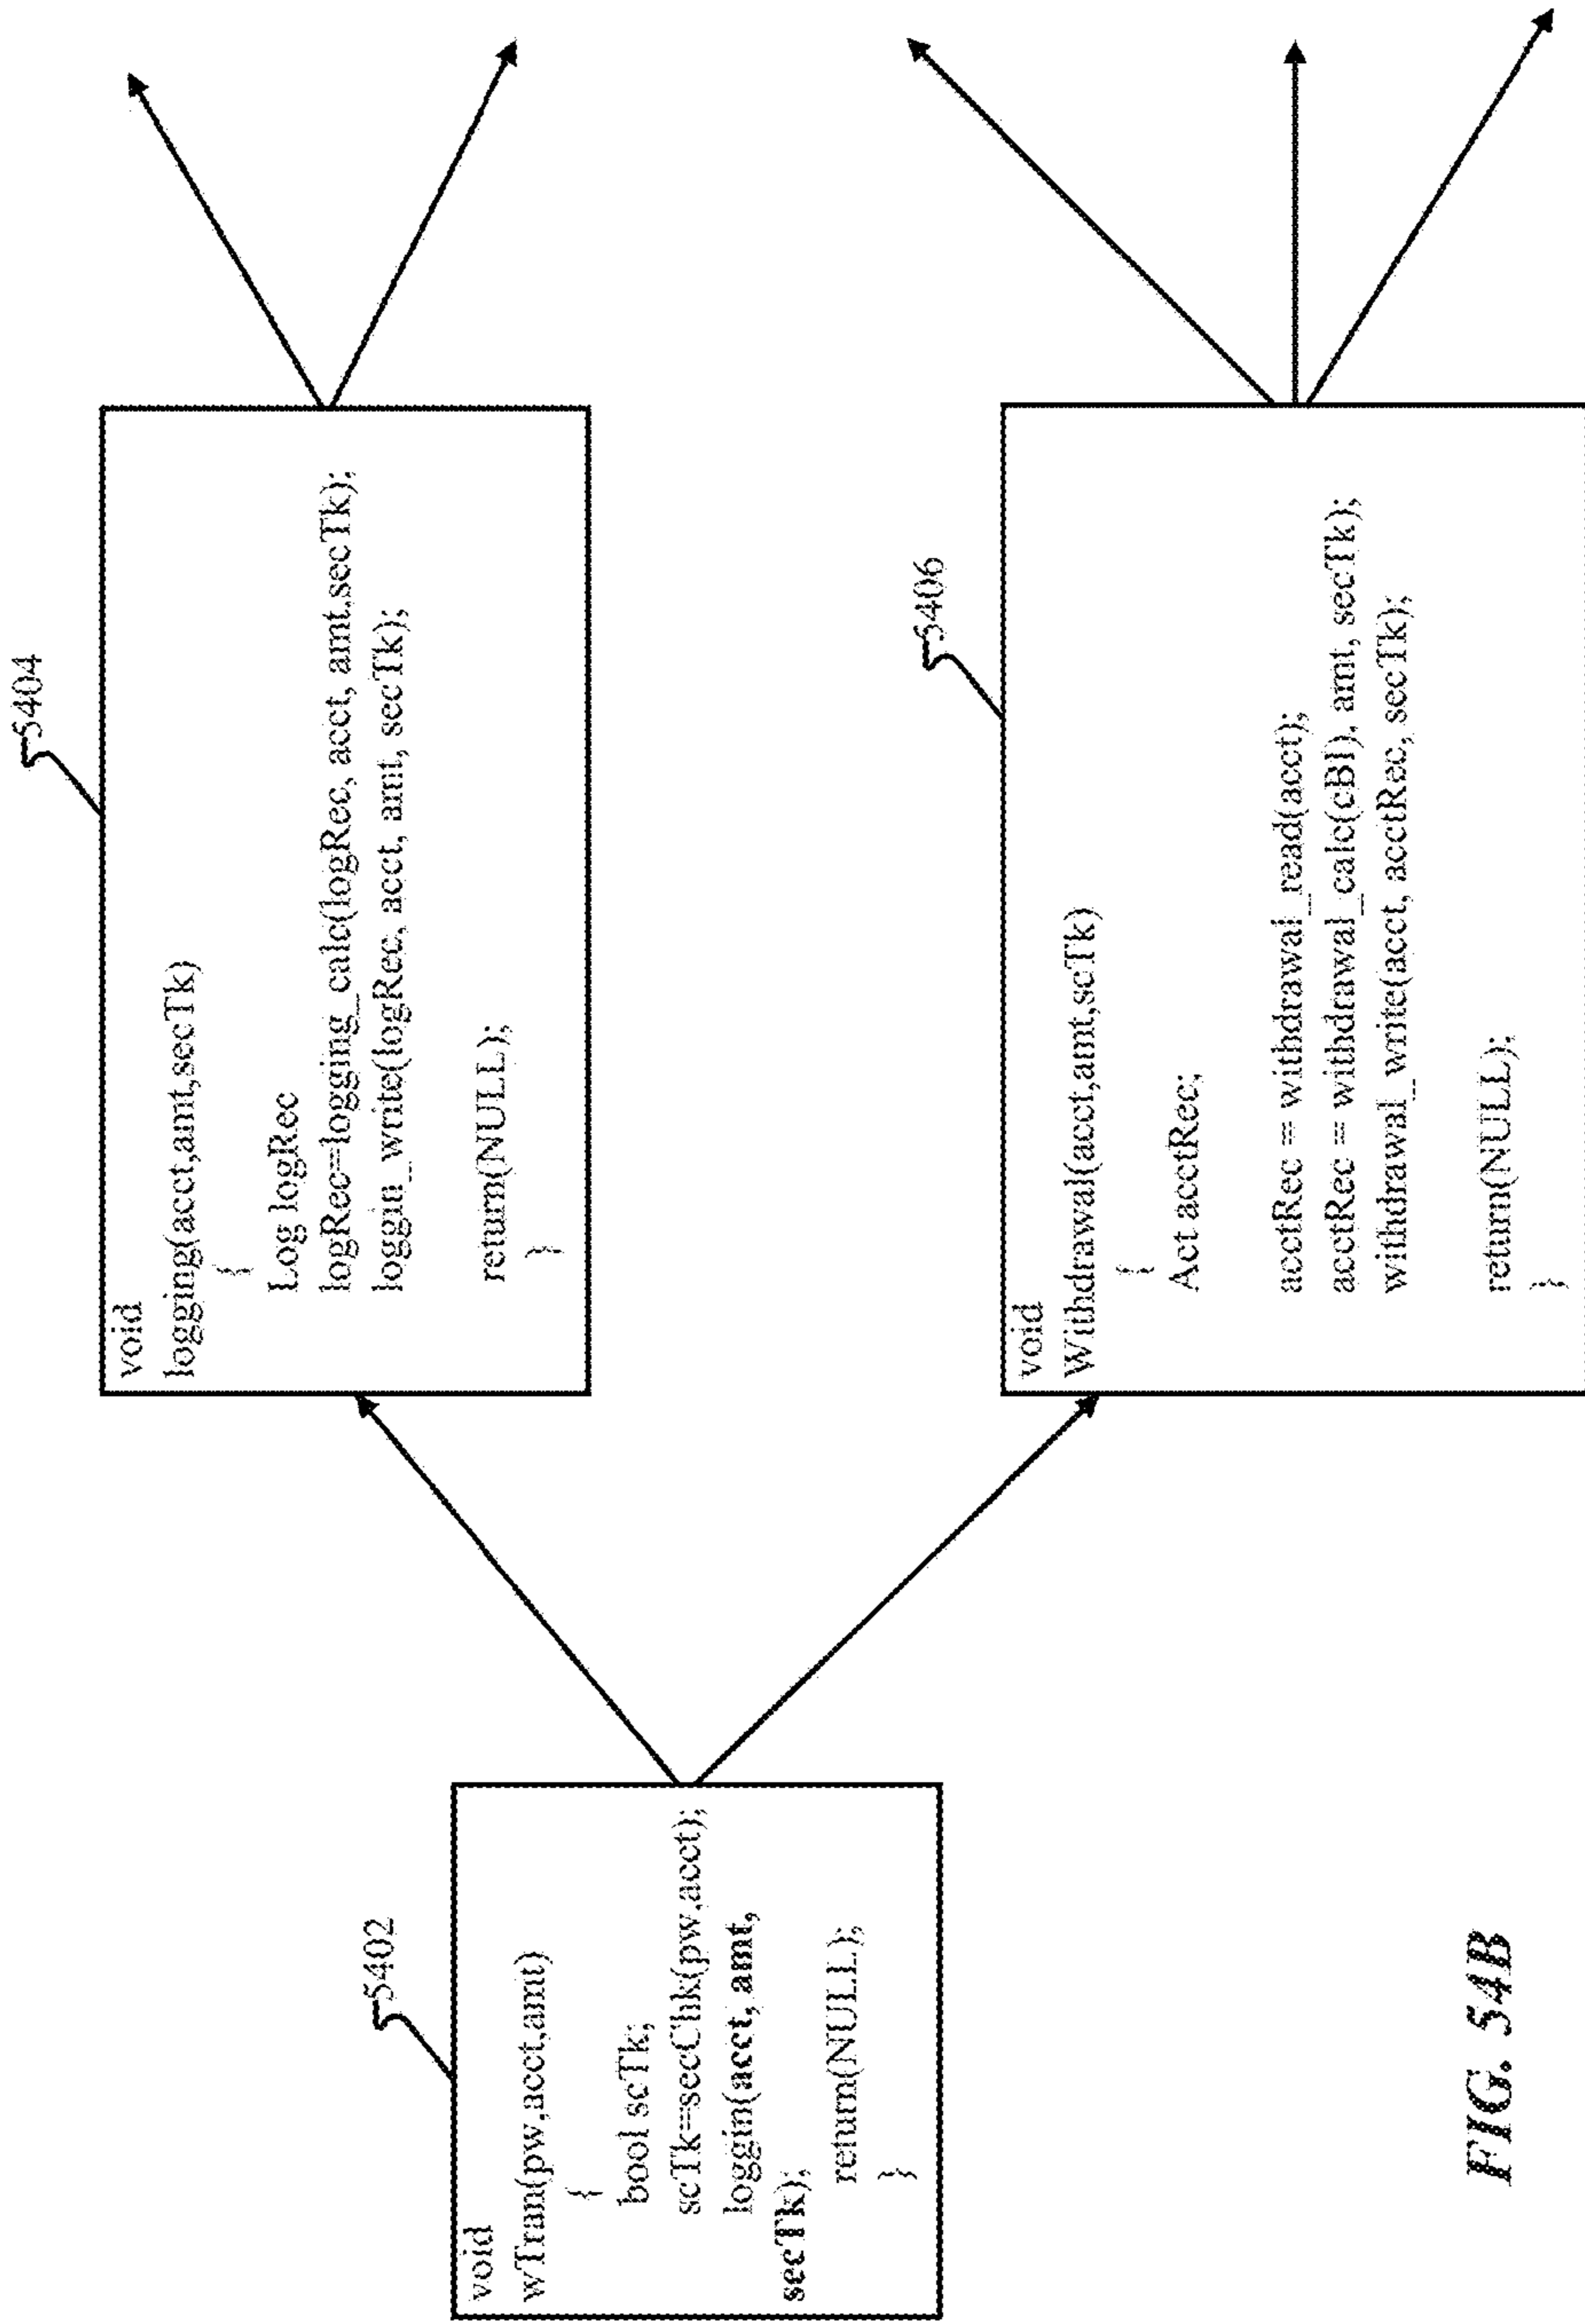 5402
void
wTran(pw,acct,amt)
{
bool scTk;
scTk=secChk(pw,acct);
loggin(acct, amt,
secTk);
return(NULL);
}
5404
void
logging(acct,amt,secTk)
{
Log logRec
logRec=logging_calc(logRec, acct, amt,secTk);
loggin_write(logRec, acct, amt, secTk);
return(NULL);
}
5406
void
Withdrawal(acct,amt,scTk)
{
Act acctRec;
acctRec = withdrawal_read(acct);
acctRec = withdrawal_calc(cBl), amt, secTk);
withdrawal_write(acct, acctRec, secTk);
return(NULL);
}
FIG. 54B